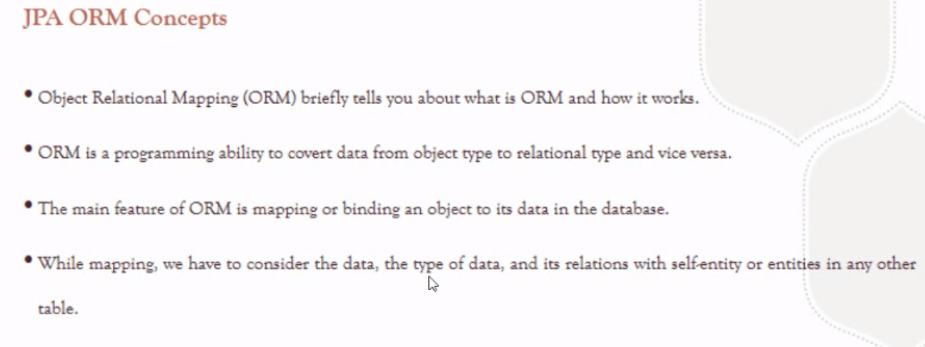 JPA ORM Concepts
• Object Relational Mapping (ORM) briefly tells you about what is ORM and how it works.
• ORM is a programming ability to covert data from object type to relational type and vice versa.
• The main feature of ORM is mapping or binding an object to its data in the database.
• While mapping, we have to consider the data, the type of data, and its relations with self-entity or entities in any other
table.